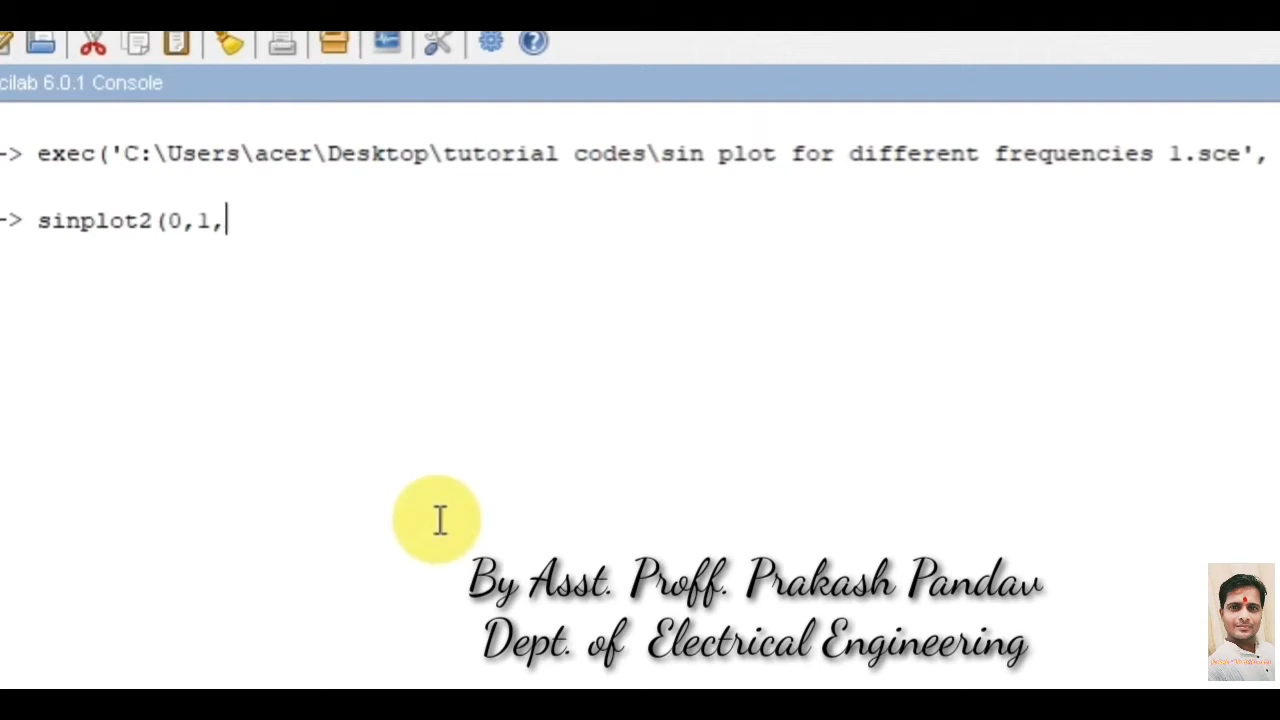 cilab 6.0.1 Console
-> exec('C:\Users\acer\Desktop\tutorial codes\sin plot for different frequencies 1.sce',
-> sinplot2(0,1,
By Asst. Proff. Prakash Pandav
Dept. of Electrical Engineering